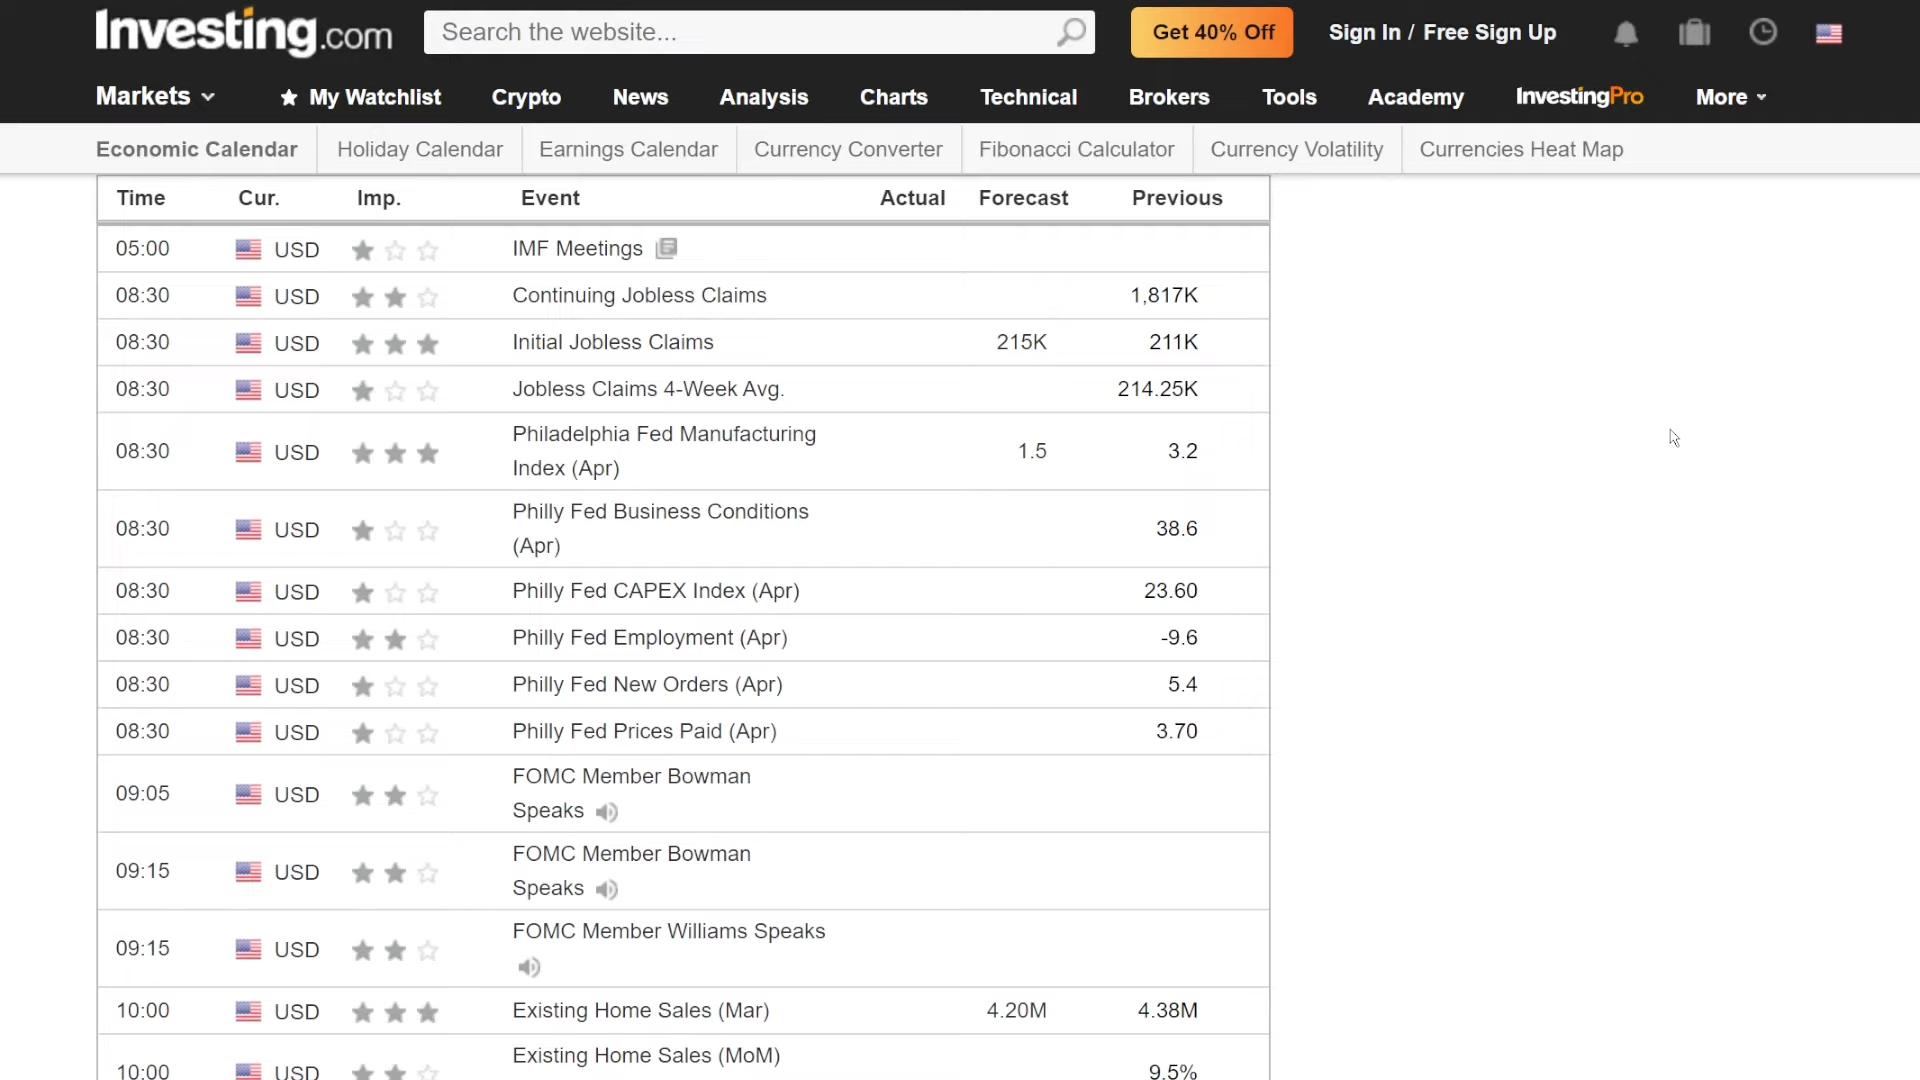 Investing.com Search the website... Get 40% Off Sign In / Free Sign Up
Markets My Watchlist Crypto News Analysis Charts Technical Brokers Tools Academy InvestingPro More
Economic Calendar Holiday Calendar Earnings Calendar Currency Converter Fibonacci Calculator Currency Volatility Currencies Heat Map
Time Cur. Imp. Event Actual Forecast Previous
05:00 USD IMF Meetings
08:30 USD Continuing Jobless Claims 1,817K
08:30 USD Initial Jobless Claims 215K 211K
08:30 USD Jobless Claims 4-Week Avg. 214.25K
Philadelphia Fed Manufacturing
08:30 USD 1.5 3.2
Index (Apr)
Philly Fed Business Conditions
08:30 USD 38.6
(Apr)
08:30 USD Philly Fed CAPEX Index (Apr) 23.60
08:30 USD Philly Fed Employment (Apr) -9.6
08:30 USD Philly Fed New Orders (Apr) 5.4
08:30 USD Philly Fed Prices Paid (Apr) 3.70
FOMC Member Bowman
09:05 USD
Speaks
FOMC Member Bowman
09:15 USD
Speaks
FOMC Member Williams Speaks
09:15 USD
10:00 USD Existing Home Sales (Mar) 4.20M 4.38M
Existing Home Sales (MoM)
10:00 USD 9.5%